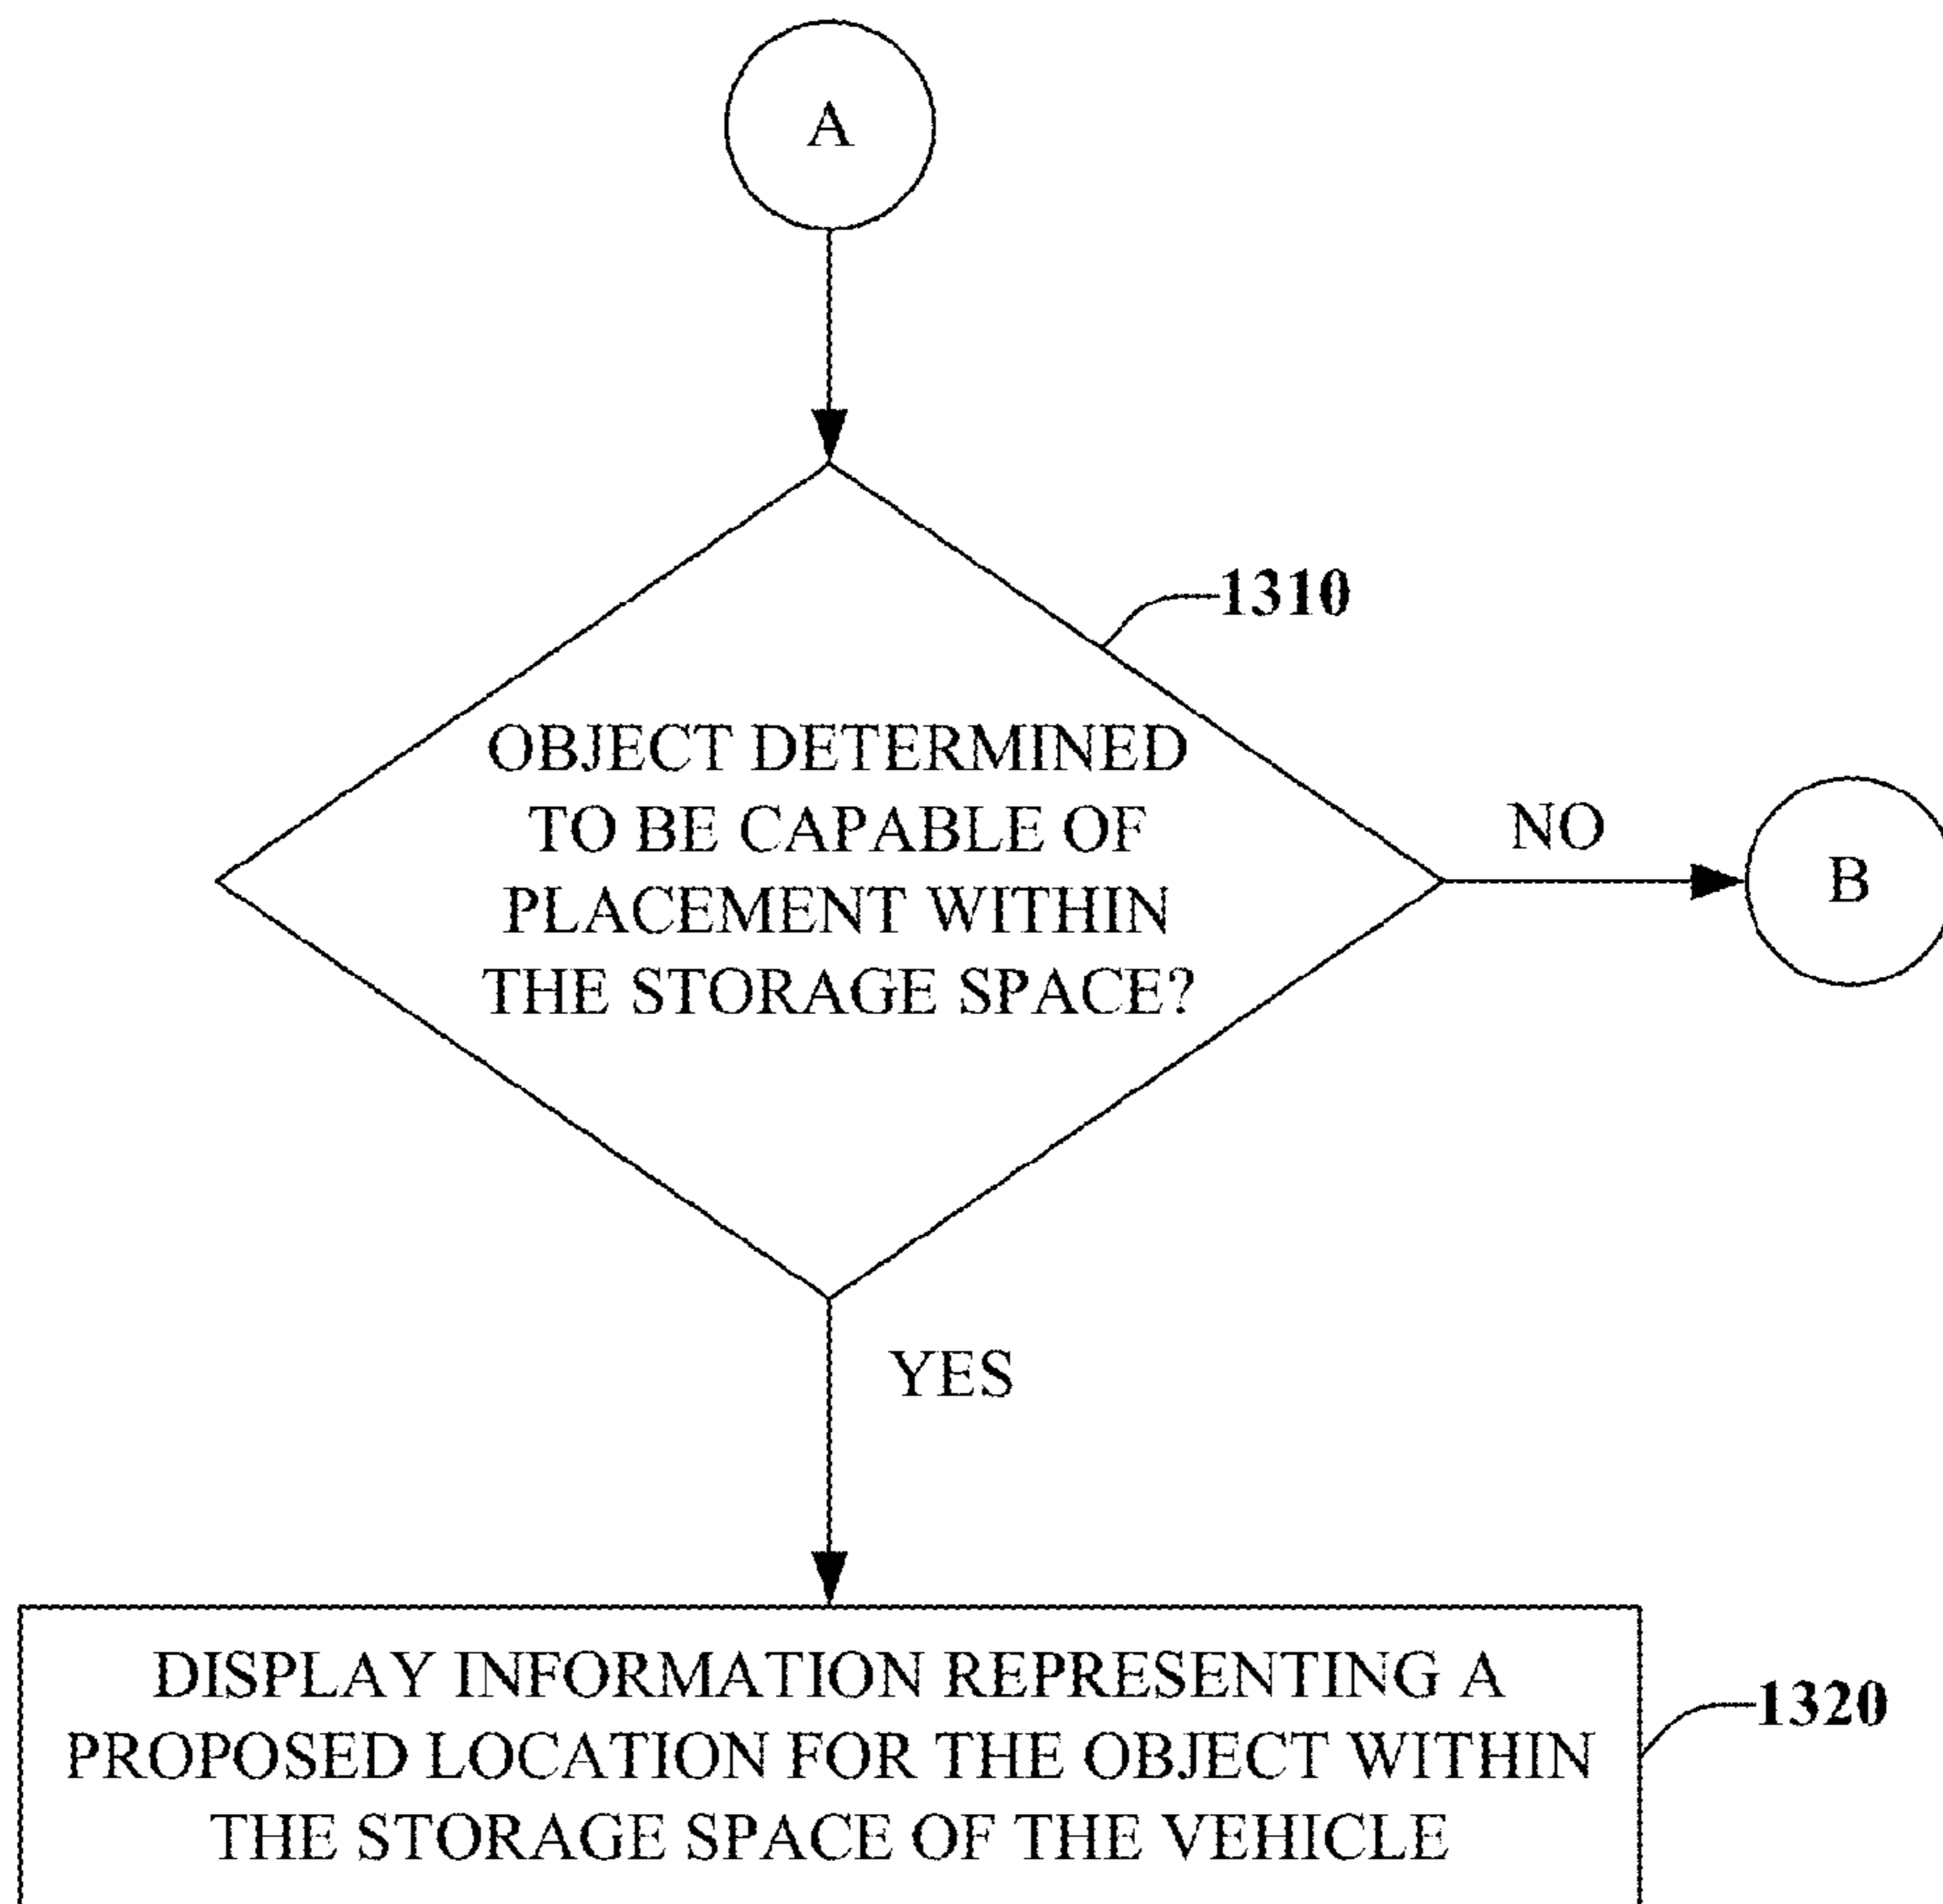 A
1310
OBJECT DETERMINED
TO BE CAPABLE OF
PLACEMENT WITHIN
THE STORAGE SPACE?
NO
B
YES
DISPLAY INFORMATION REPRESENTING A
PROPOSED LOCATION FOR THE OBJECT WITHIN
THE STORAGE SPACE OF THE VEHICLE
1320